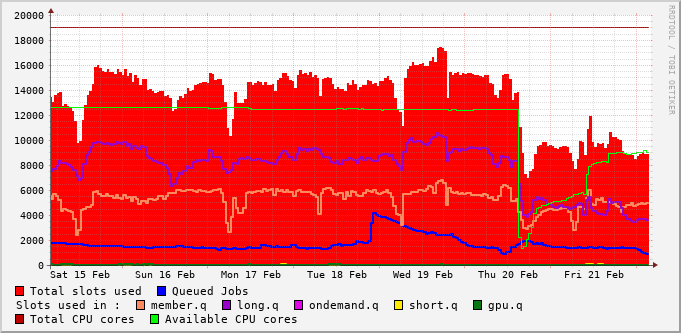 20000
18000
16000
14000
12000
10000
8000
6000
4000
2000
0
Sat 15 Feb Sun 16 Feb Mon 17 Feb Tue 18 Feb Wed 19 Feb Thu 20 Feb Fri 21 Feb
RRDTOOL / TOBI OETIKER
Total slots used Queued Jobs
Slots used in : member.q long.q ondemand.q short.q gpu.q
Total CPU cores Available CPU cores